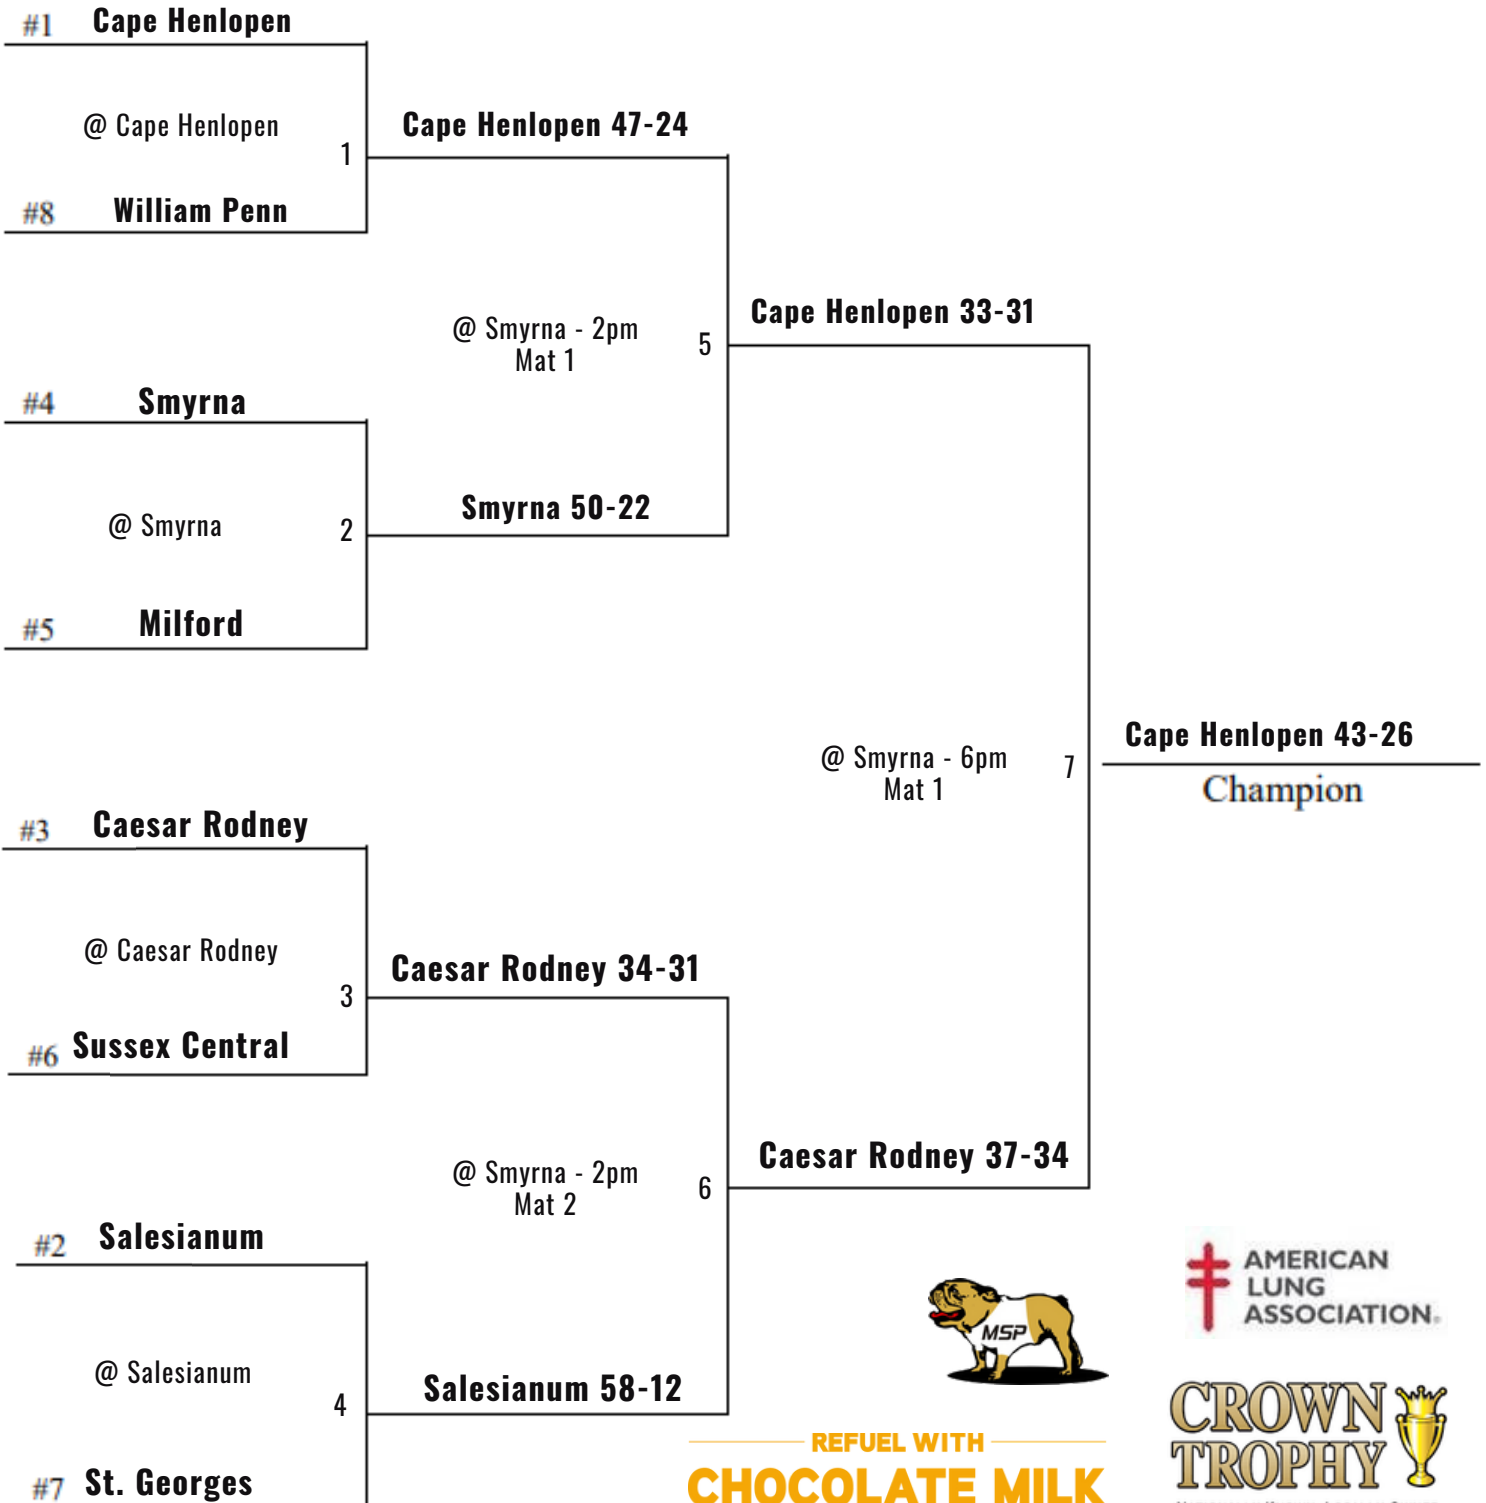 #1 Cape Henlopen
@ Cape Henlopen
1
Cape Henlopen 47-24
#8 William Penn
Cape Henlopen 33-31
@ Smyrna - 2pm
Mat 1
5
#4 Smyrna
Smyrna 50-22
@ Smyrna
2
#5 Milford
Cape Henlopen 43-26
@ Smyrna - 6pm
Mat 1
7
Champion
#3 Caesar Rodney
@ Caesar Rodney
Caesar Rodney 34-31
3
#6 Sussex Central
Caesar Rodney 37-34
@ Smyrna - 2pm
Mat 2
6
#2 Salesianum
@ Salesianum
Salesianum 58-12
4
#7 St. Georges
MSP
AMERICAN
LUNG
ASSOCIATION®
REFUEL WITH
CHOCOLATE MILK
CROWN
TROPHY